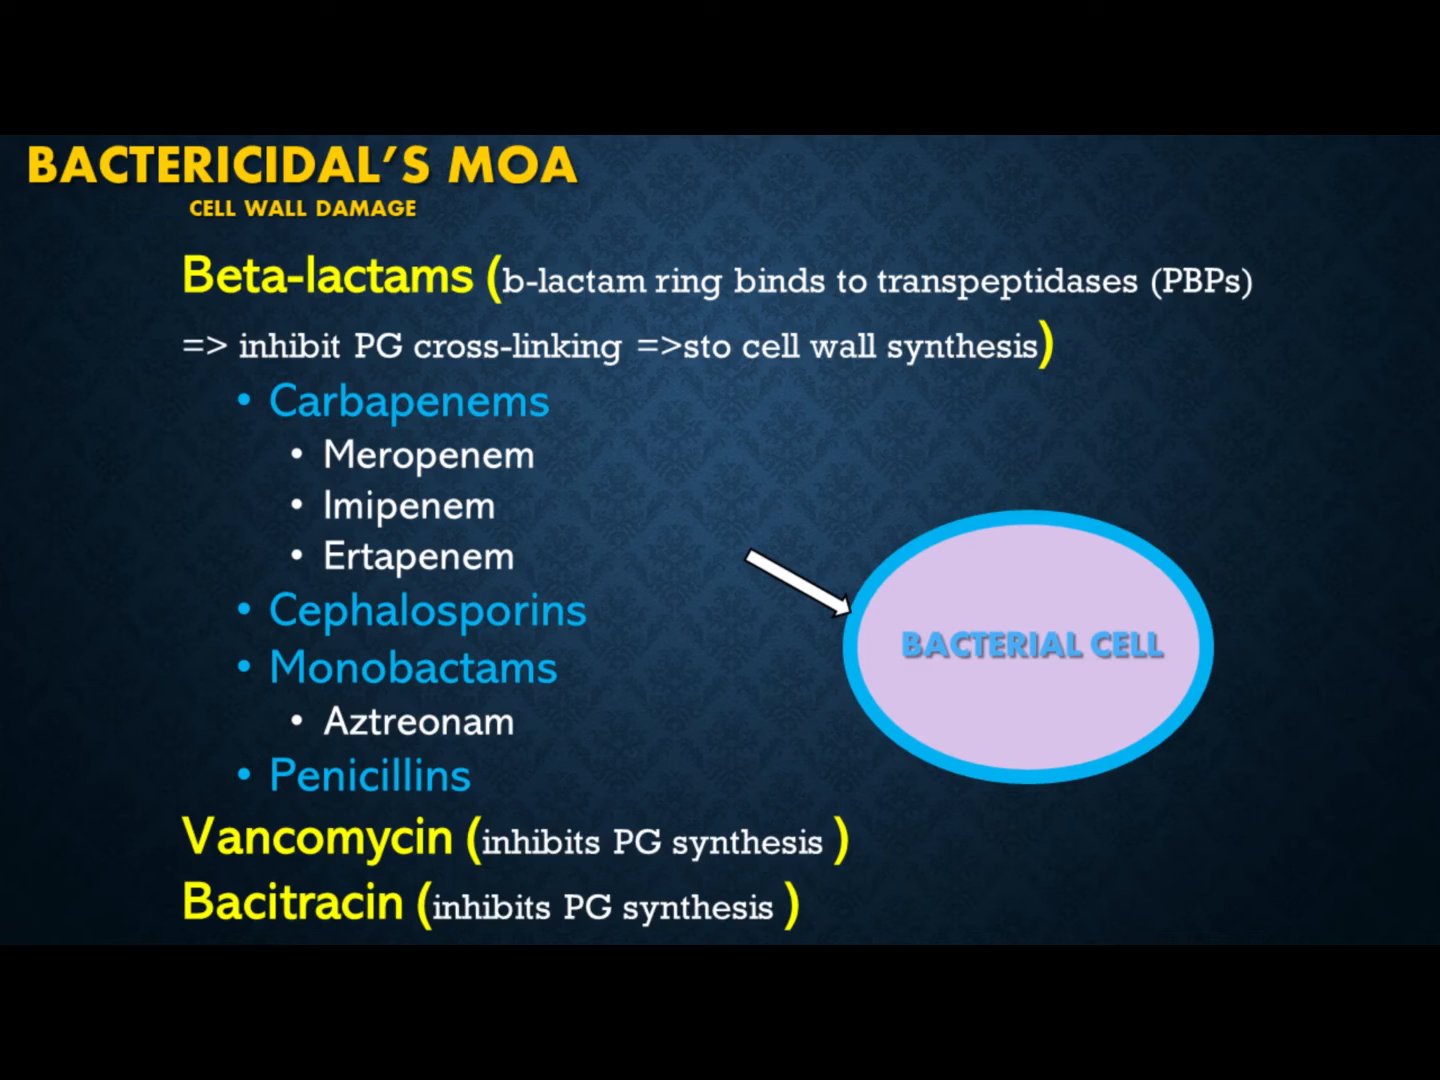 BACTERICIDAL’S MOA
CELL WALL DAMAGE
Beta-lactams (b-lactam ring binds to transpeptidases (PBPs)
=> inhibit PG cross-linking =>sto cell wall synthesis)
• Carbapenems
• Meropenem
• Imipenem
• Ertapenem
• Cephalosporins
• Monobactams
• Aztreonam
• Penicillins
Vancomycin (inhibits PG synthesis )
Bacitracin (inhibits PG synthesis )
BACTERIAL CELL